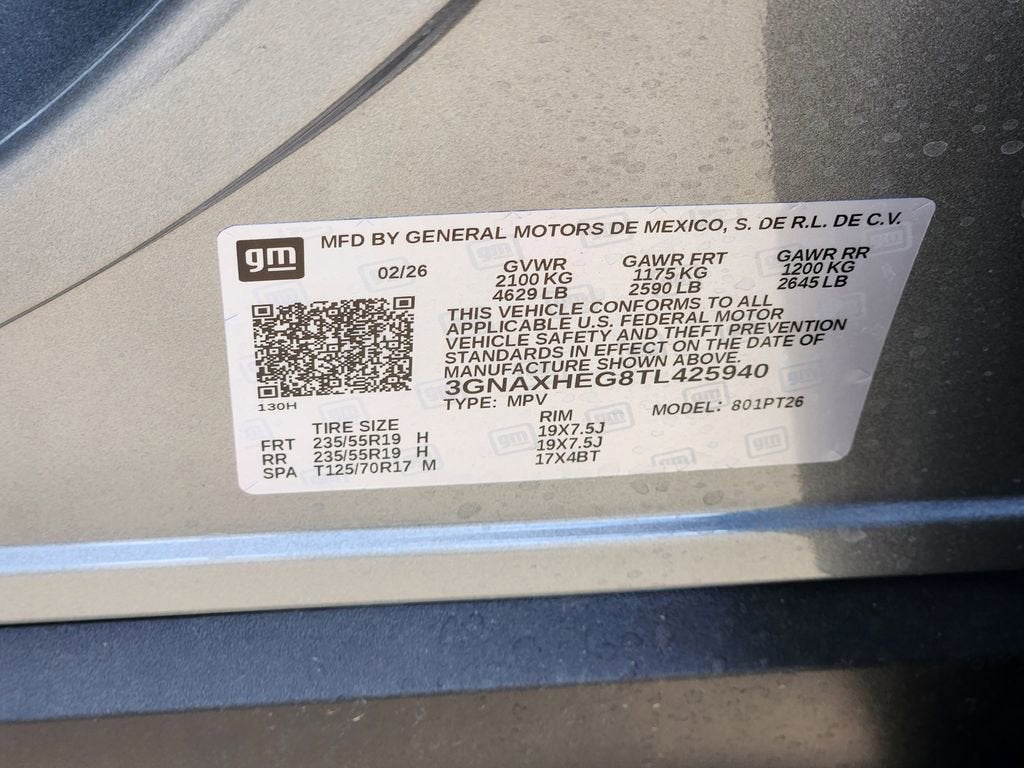 gm MFD BY GENERAL MOTORS DE MEXICO, S. DE R.L. DE C.V.
02/26 GVWR GAWR FRT GAWR RR
2100 KG 1175 KG 1200 KG
4629 LB 2590 LB 2645 LB
THIS VEHICLE CONFORMS TO ALL
APPLICABLE U.S. FEDERAL MOTOR
VEHICLE SAFETY AND THEFT PREVENTION
STANDARDS IN EFFECT ON THE DATE OF
MANUFACTURE SHOWN ABOVE.
3GNAXHEG8TL425940
130H
TYPE: MPV MODEL: 801PT26
TIRE SIZE RIM
FRT 235/55R19 H 19X7.5J
RR 235/55R19 H 19X7.5J
SPA T125/70R17 M 17X4BT